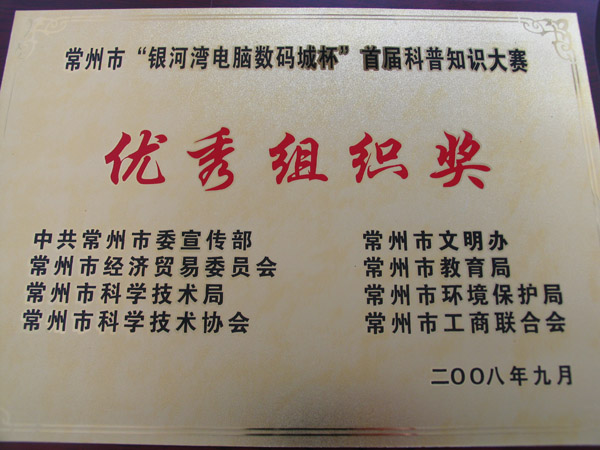 常州市“银河湾电脑数码城杯”首届科普知识大赛
优秀组织奖
中共常州市委宣传部 常州市文明办
常州市经济贸易委员会 常州市教育局
常州市科学技术局 常州市环境保护局
常州市科学技术协会 常州市工商联合会
二〇〇八年九月